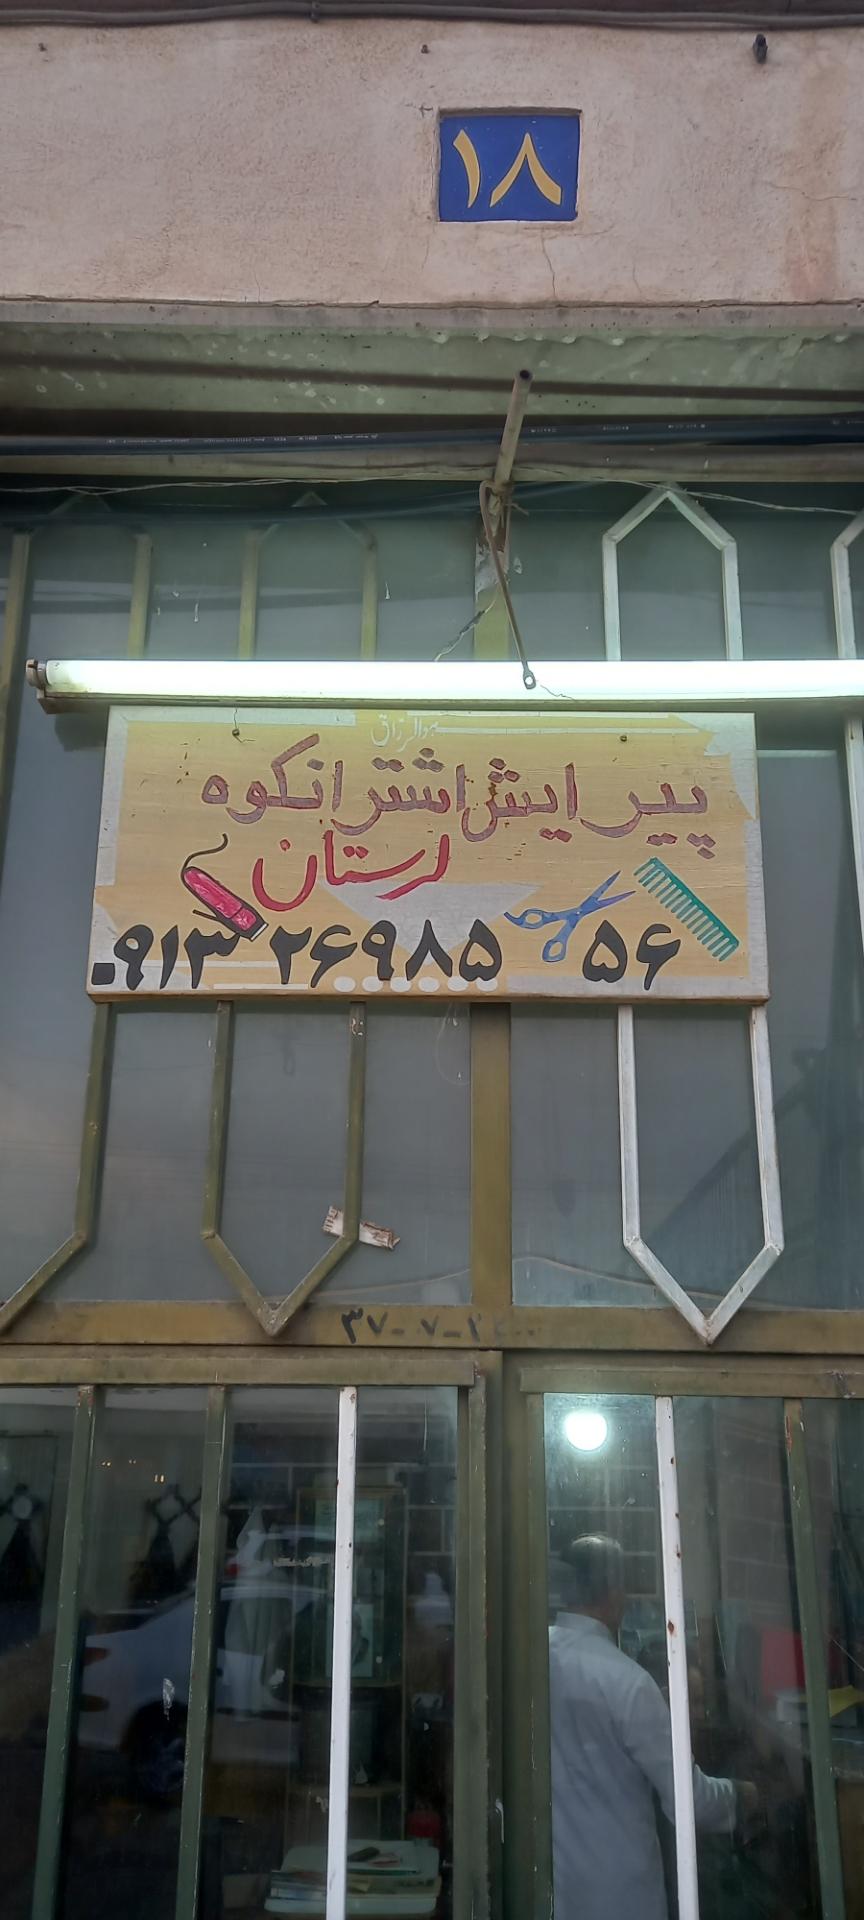 ۱۸
هوالرزاق
پیرایش اشترانکوه
لرستان
۰۹۱۳ ۲۶۹۸۵ ۵۶